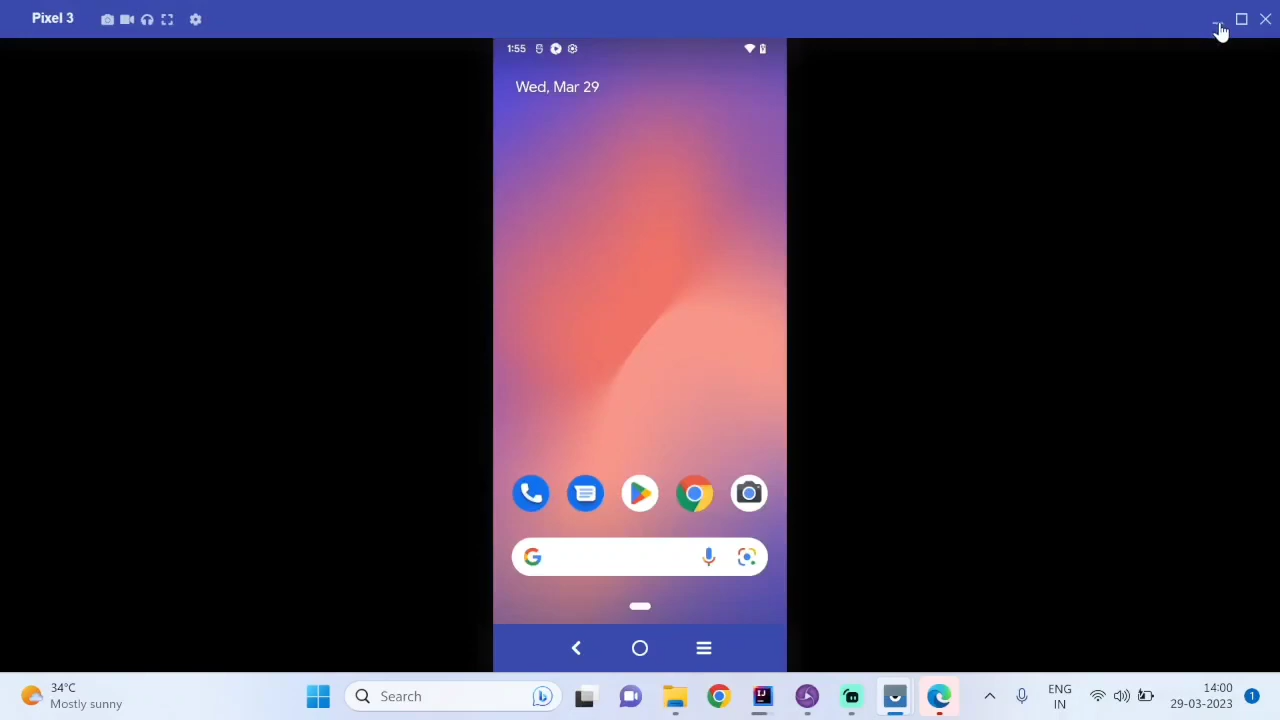 Pixel 3
1:55
Wed, Mar 29
34°C
Mostly sunny
Search
ENG
IN
14:00
29-03-2023
1